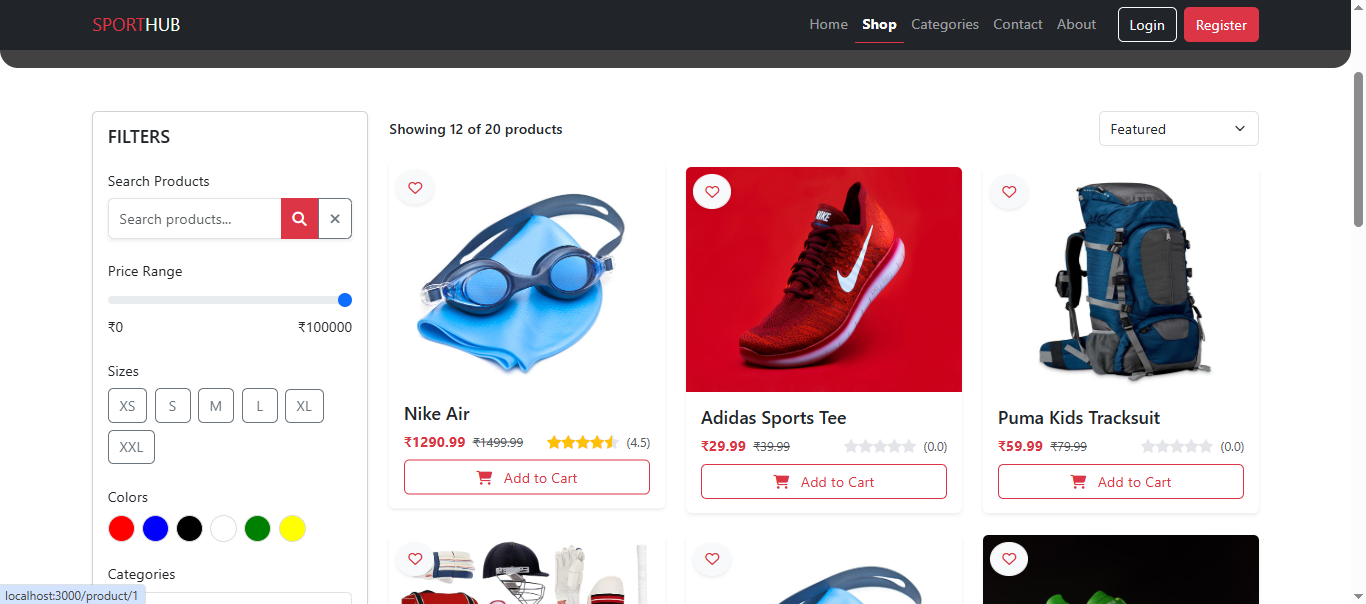 SPORTHUB
Home Shop Categories Contact About Login Register
FILTERS
Search Products
Search products...
Price Range
₹0 ₹100000
Sizes
XS S M L XL
XXL
Colors
Categories
Showing 12 of 20 products
Featured
Nike Air
₹1290.99 ₹1499.99 (4.5)
Add to Cart
NIKE
Adidas Sports Tee
₹29.99 ₹39.99 (0.0)
Add to Cart
Puma Kids Tracksuit
₹59.99 ₹79.99 (0.0)
Add to Cart
localhost:3000/product/1